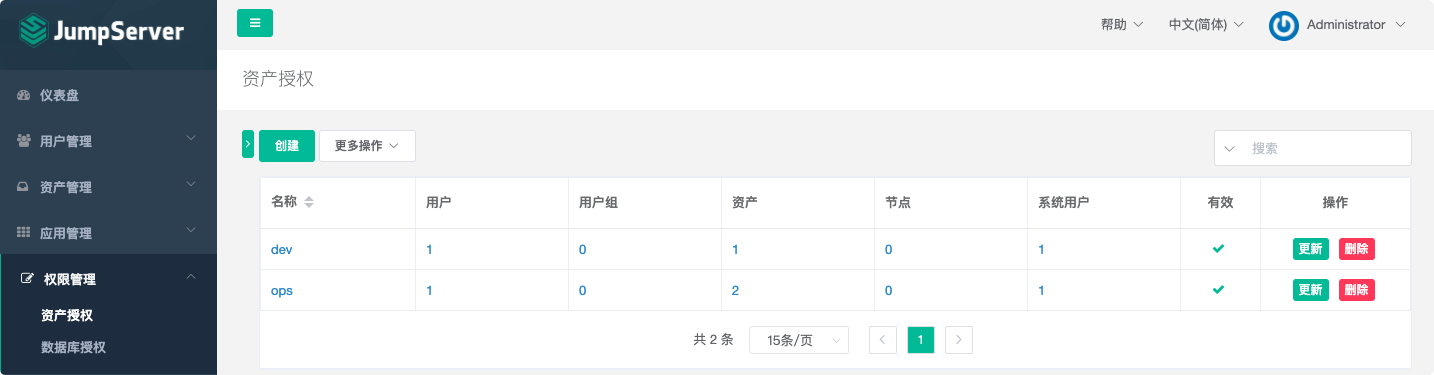 JumpServer
帮助 中文(简体) Administrator
资产授权
仪表盘
用户管理
资产管理
应用管理
权限管理
资产授权
数据库授权
创建 更多操作 搜索
名称 用户 用户组 资产 节点 系统用户 有效 操作
dev 1 0 1 0 1 更新 删除
ops 1 0 2 0 1 更新 删除
共 2 条 15条/页 1